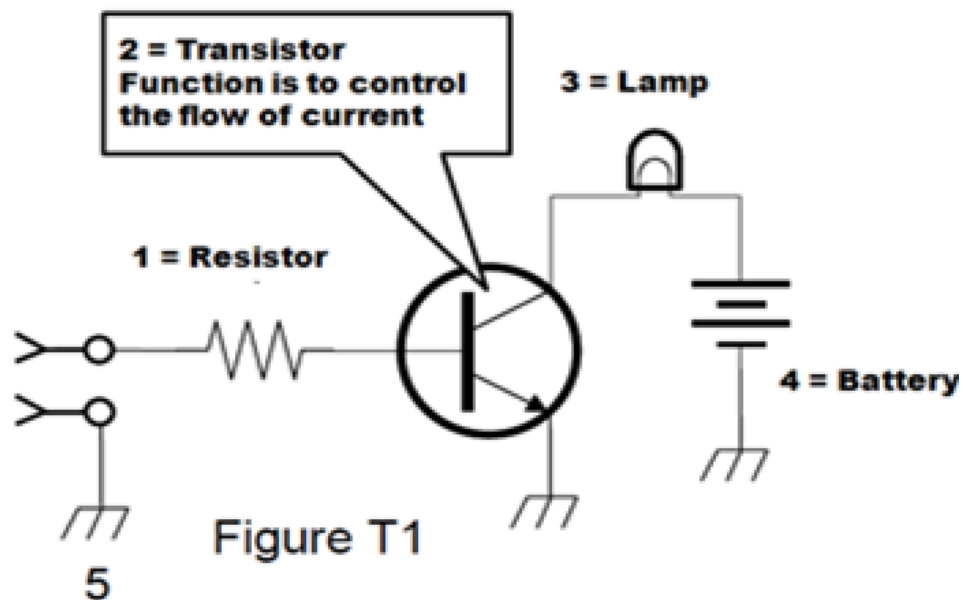 2 = Transistor
Function is to control
the flow of current
3 = Lamp
1 = Resistor
4 = Battery
Figure T1
5